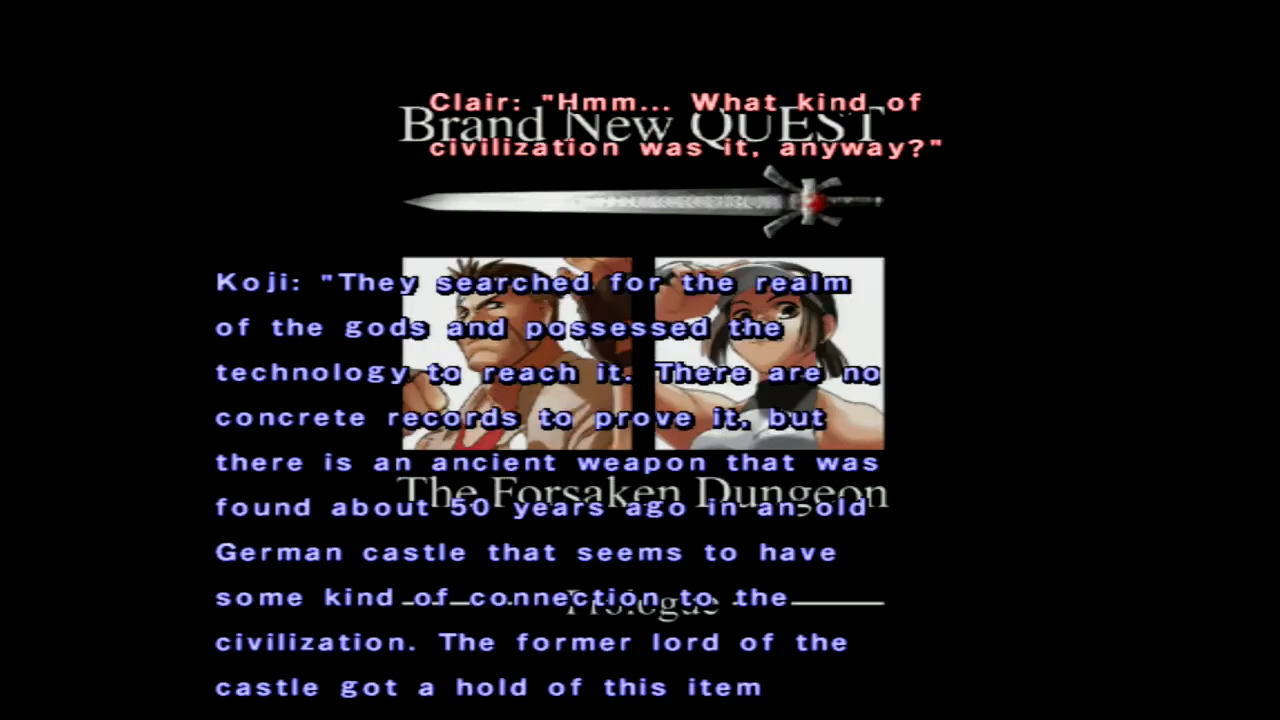 Clair: "Hmm... What kind of
Brand New QUEST
civilization was it, anyway?"
Koji: "They searched for the realm
of the gods and possessed the
technology to reach it. There are no
concrete records to prove it, but
there is an ancient weapon that was
The Forsaken Dungeon
found about 50 years ago in an old
German castle that seems to have
some kind of connection to the
Prologue
civilization. The former lord of the
castle got a hold of this item